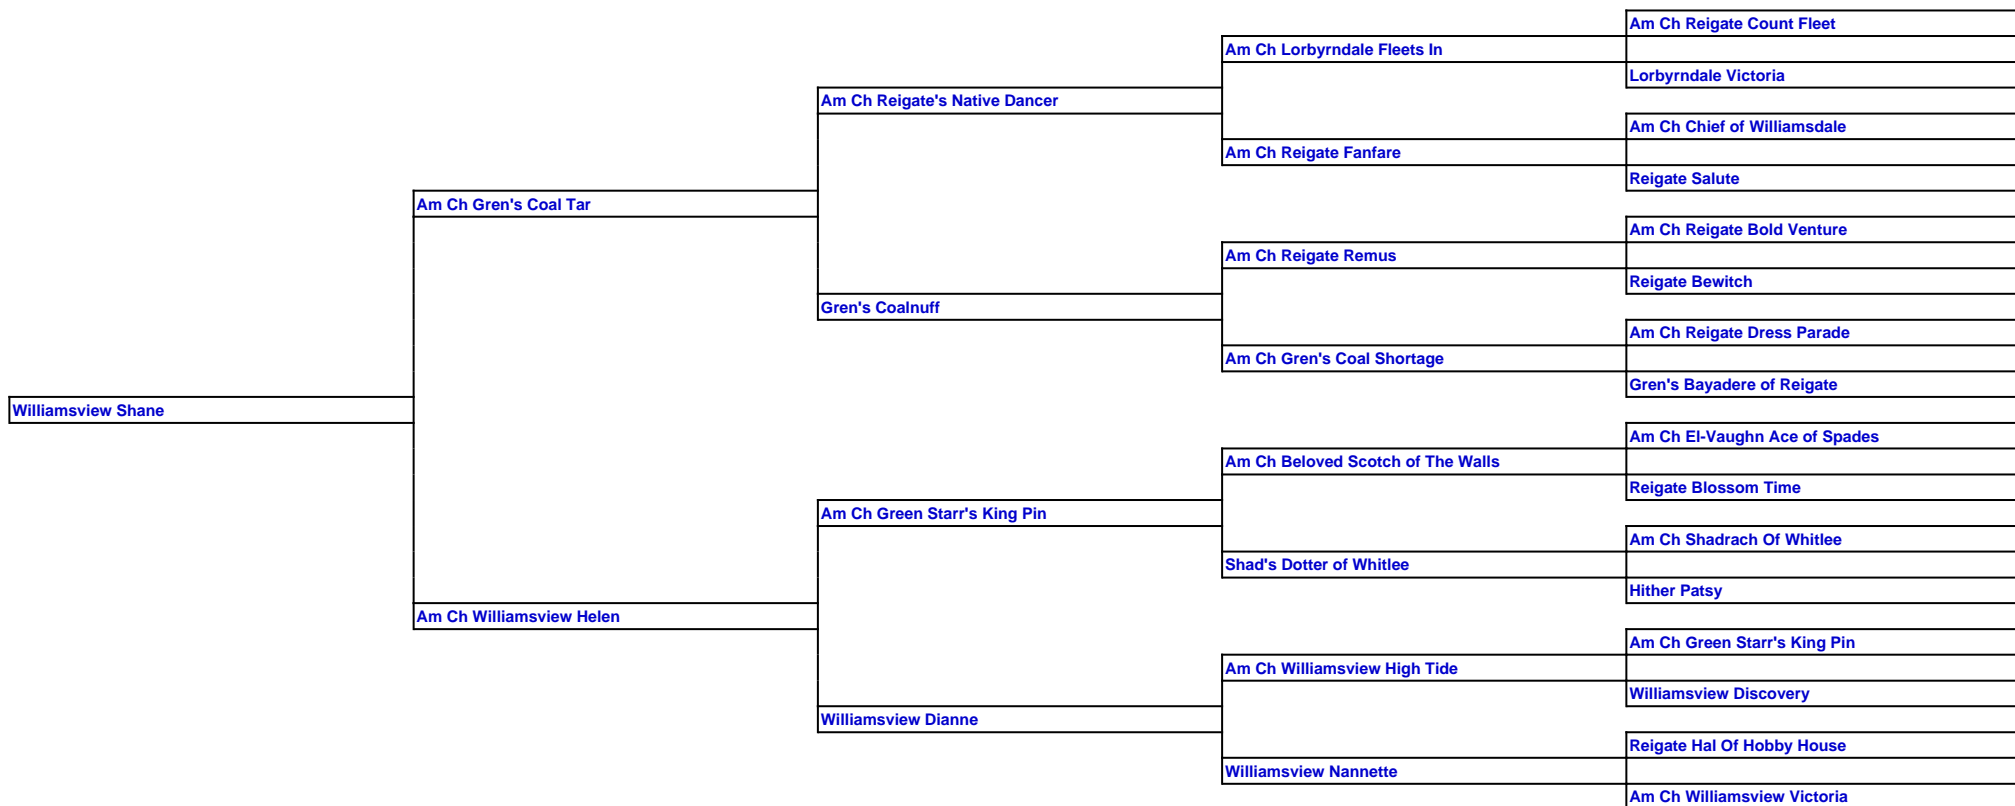 Am Ch Reigate Count Fleet
Am Ch Lorbyrndale Fleets In
Lorbyrndale Victoria
Am Ch Reigate's Native Dancer
Am Ch Chief of Williamsdale
Am Ch Reigate Fanfare
Reigate Salute
Am Ch Gren's Coal Tar
Am Ch Reigate Bold Venture
Am Ch Reigate Remus
Reigate Bewitch
Gren's Coalnuff
Am Ch Reigate Dress Parade
Am Ch Gren's Coal Shortage
Gren's Bayadere of Reigate
Williamsview Shane
Am Ch El-Vaughn Ace of Spades
Am Ch Beloved Scotch of The Walls
Reigate Blossom Time
Am Ch Green Starr's King Pin
Am Ch Shadrach Of Whitlee
Shad's Dotter of Whitlee
Hither Patsy
Am Ch Williamsview Helen
Am Ch Green Starr's King Pin
Am Ch Williamsview High Tide
Williamsview Discovery
Williamsview Dianne
Reigate Hal Of Hobby House
Williamsview Nannette
Am Ch Williamsview Victoria